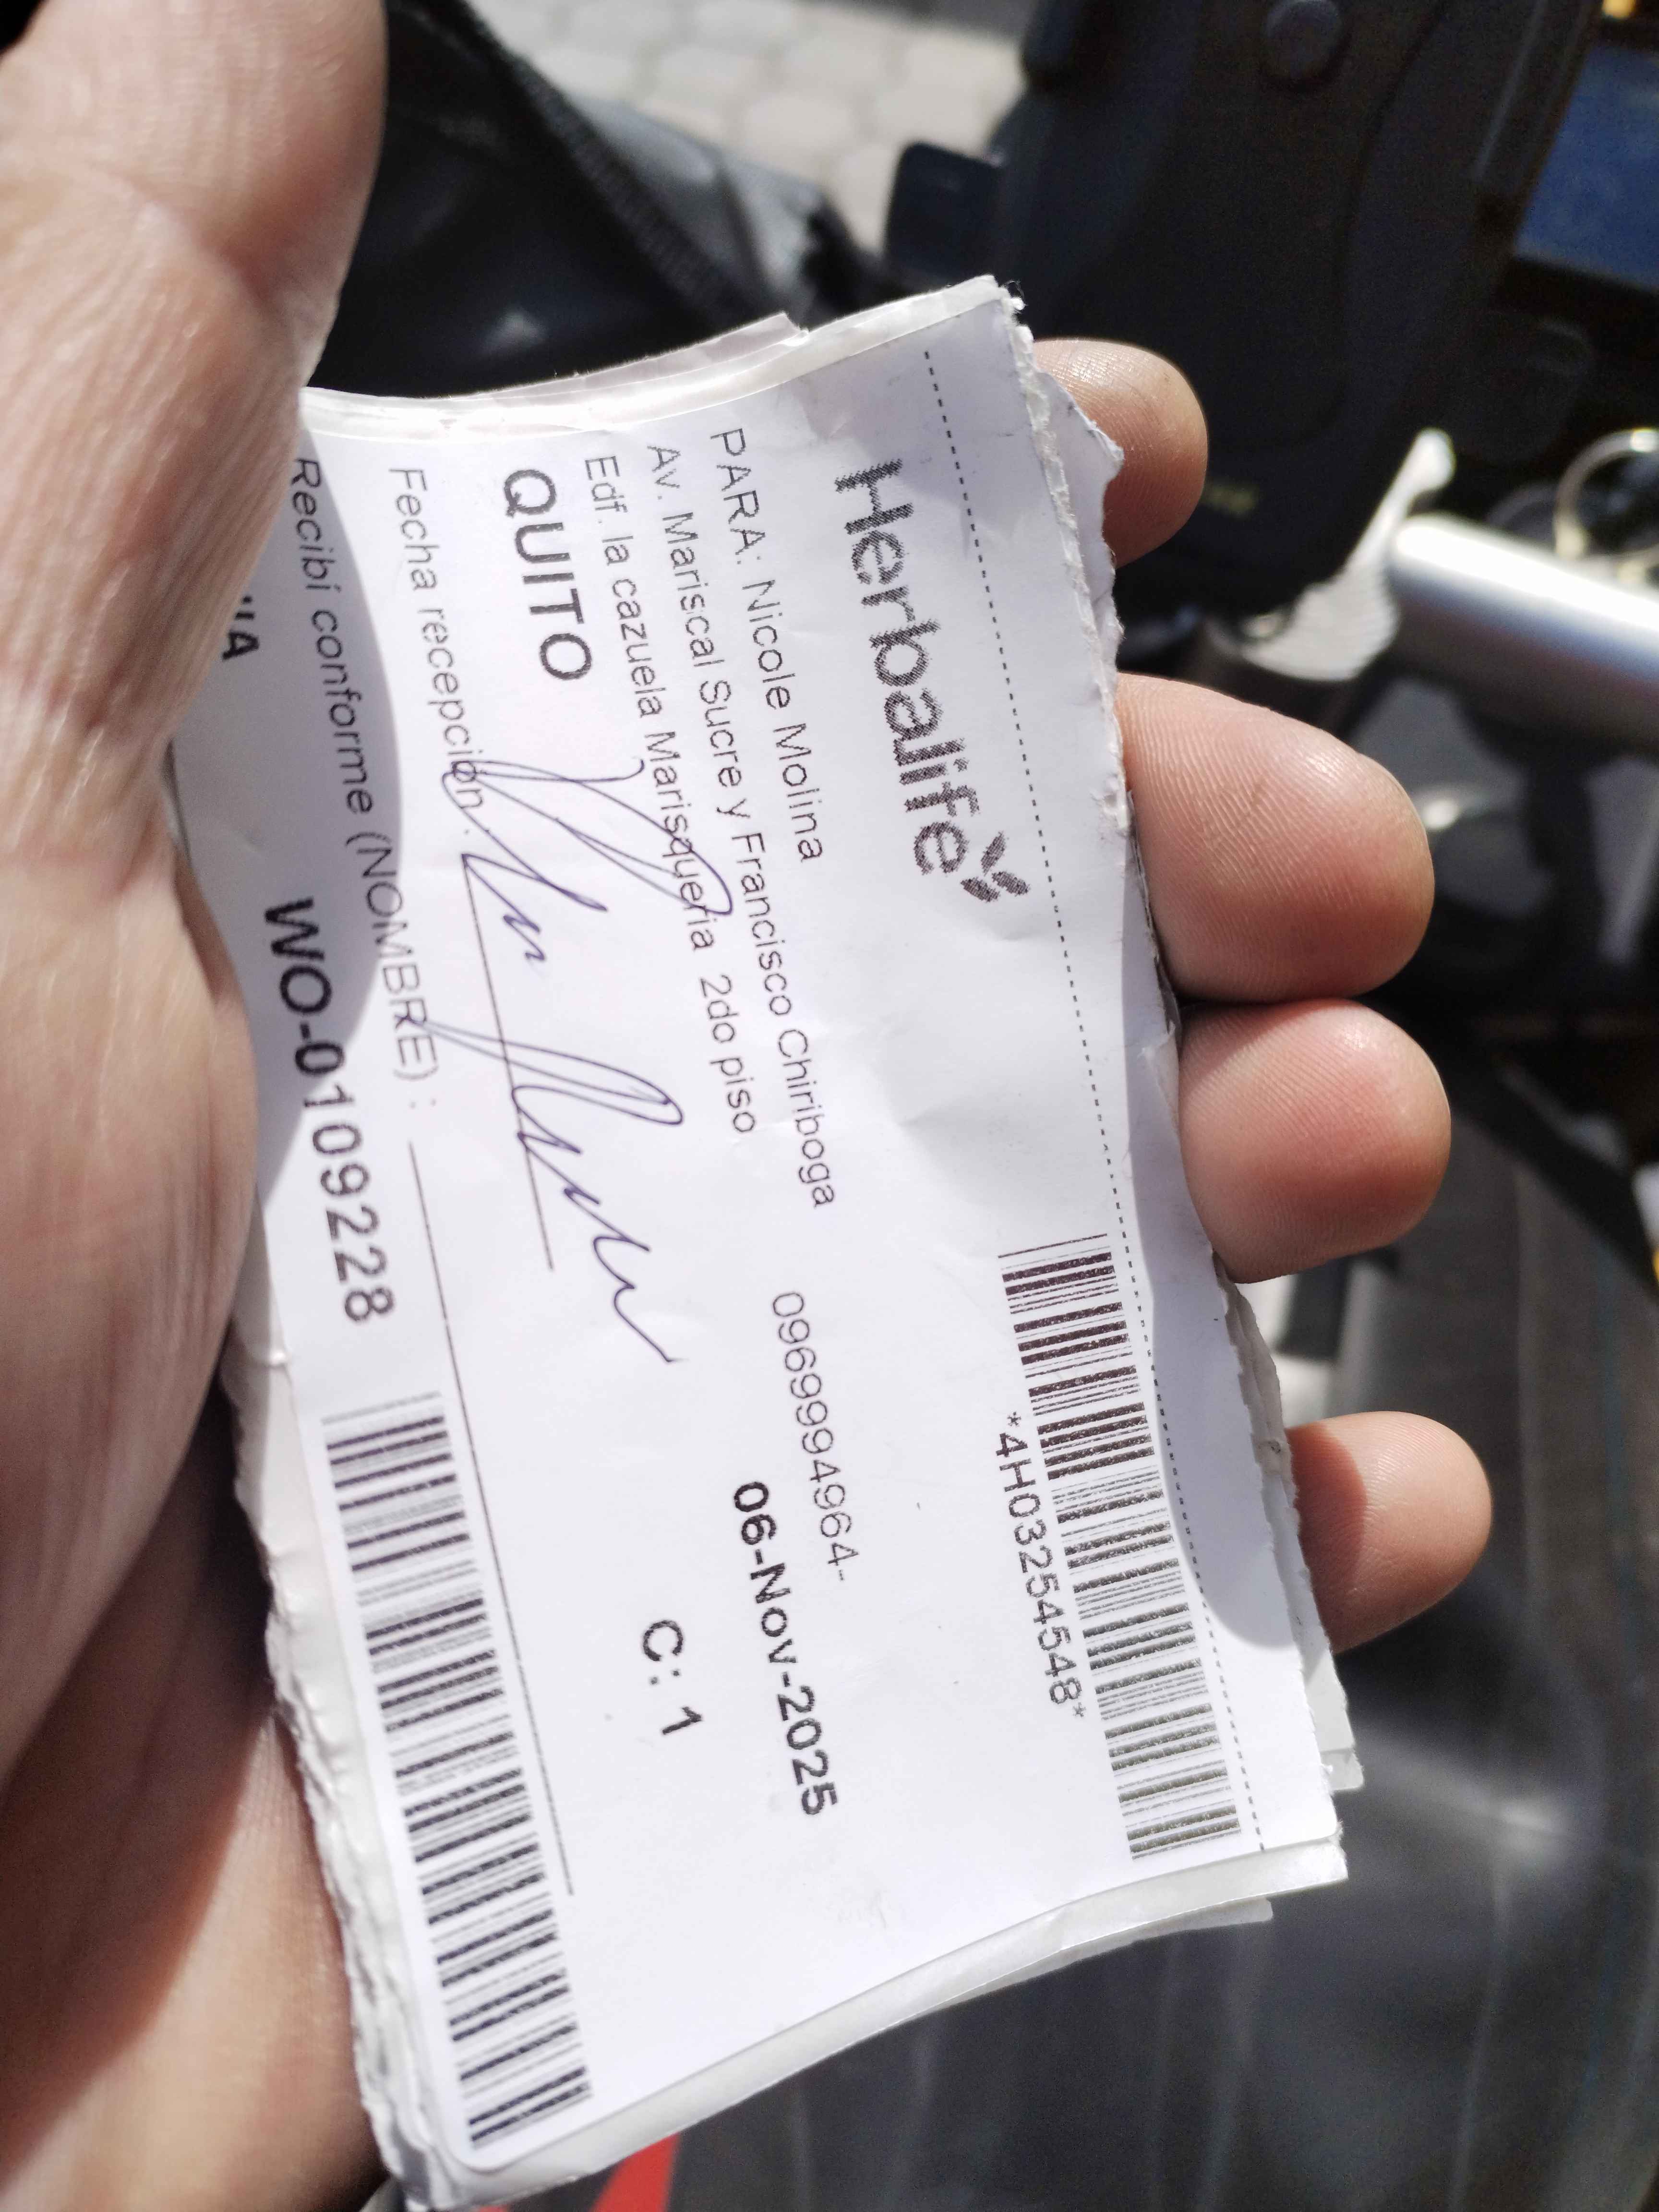 Herbalife
*4H03254548*
PARA: Nicole Molina
Av. Mariscal Sucre y Francisco Chiriboga 0969994964-
Edf. la cazuela Marisquería 2do piso 06-Nov-2025
QUITO C: 1
Fecha recepción:
Recibí conforme (NOMBRE) :
WO-0109228